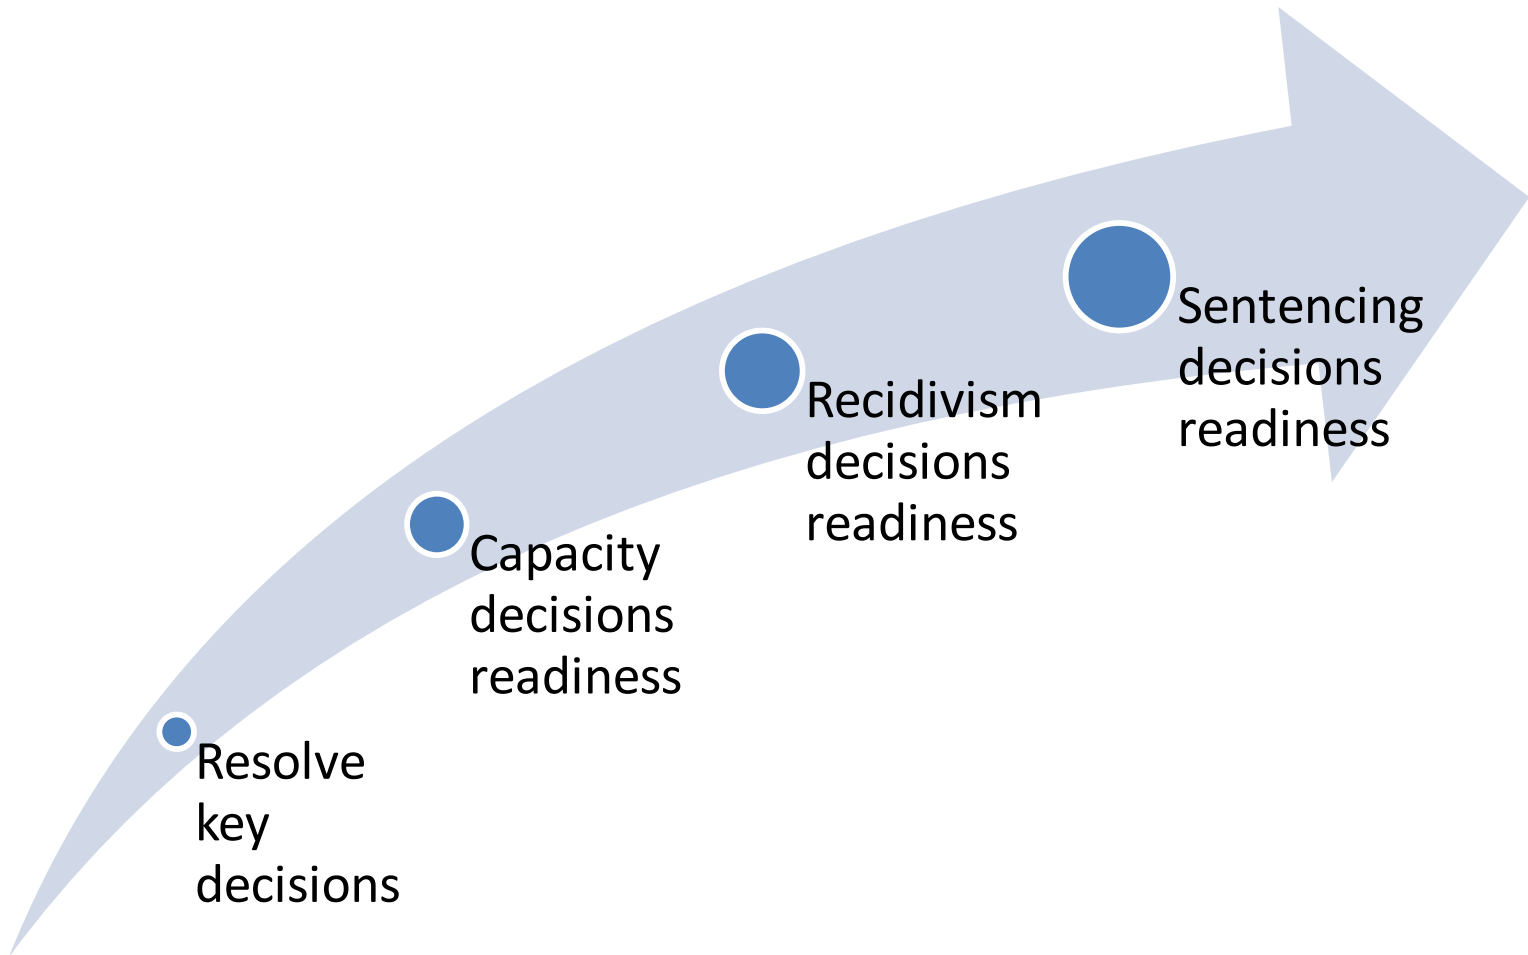 Resolve
key
decisions
Capacity
decisions
readiness
Recidivism
decisions
readiness
Sentencing
decisions
readiness